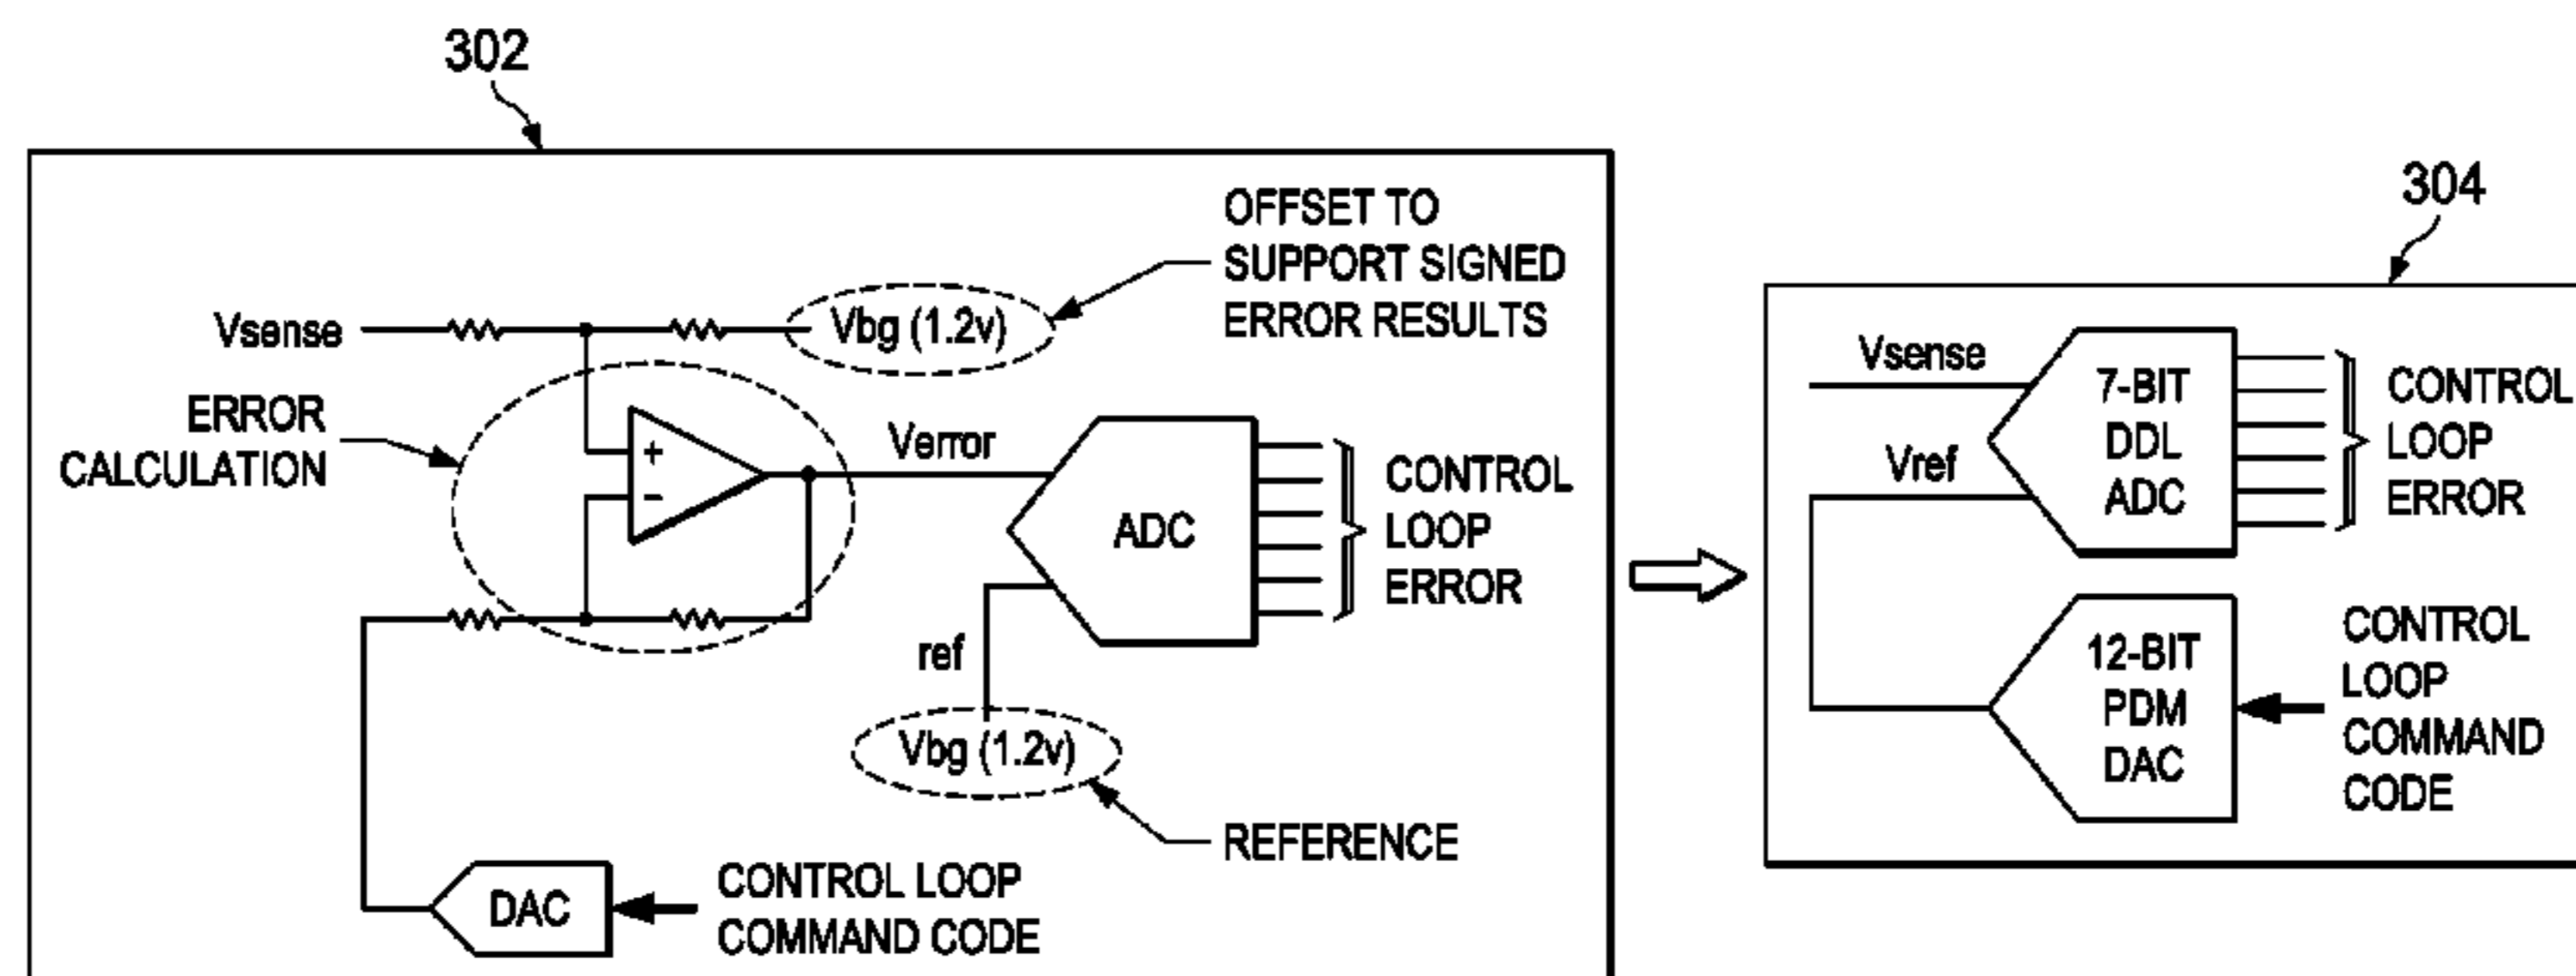 302
OFFSET TO
SUPPORT SIGNED
ERROR RESULTS
Vsense
Vbg (1.2v)
ERROR
CALCULATION
+
-
Verror
ADC
CONTROL
LOOP
ERROR
ref
Vbg (1.2v)
REFERENCE
DAC
CONTROL LOOP
COMMAND CODE
304
Vsense
Vref
7-BIT
DDL
ADC
CONTROL
LOOP
ERROR
12-BIT
PDM
DAC
CONTROL
LOOP
COMMAND
CODE